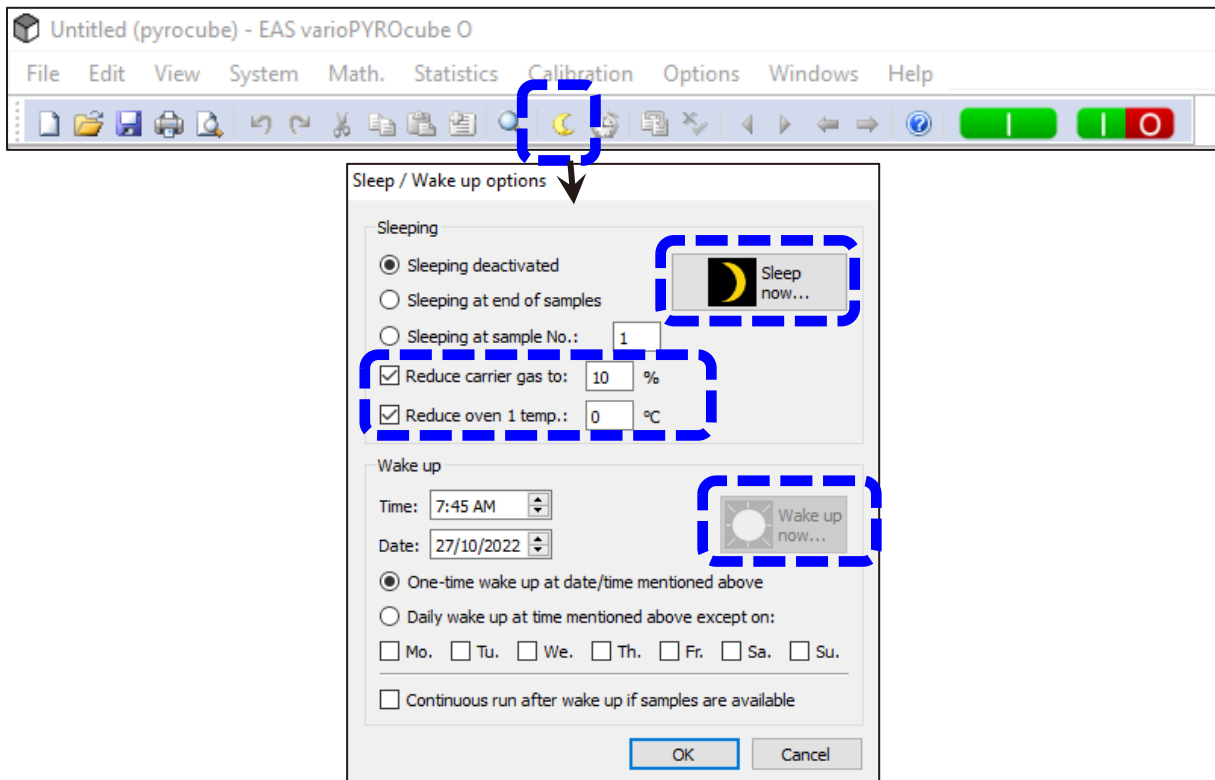 Untitled (pyrocube) - EAS varioPYROcube O
File Edit View System Math. Statistics Calibration Options Windows Help
I I O
Sleep / Wake up options
Sleeping
Sleeping deactivated
Sleep
now...
Sleeping at end of samples
Sleeping at sample No.: 1
Reduce carrier gas to: 10 %
Reduce oven 1 temp.: 0 ºC
Wake up
Time: 7:45 AM
Wake up
now...
Date: 27/10/2022
One-time wake up at date/time mentioned above
Daily wake up at time mentioned above except on:
Mo. Tu. We. Th. Fr. Sa. Su.
Continuous run after wake up if samples are available
OK Cancel